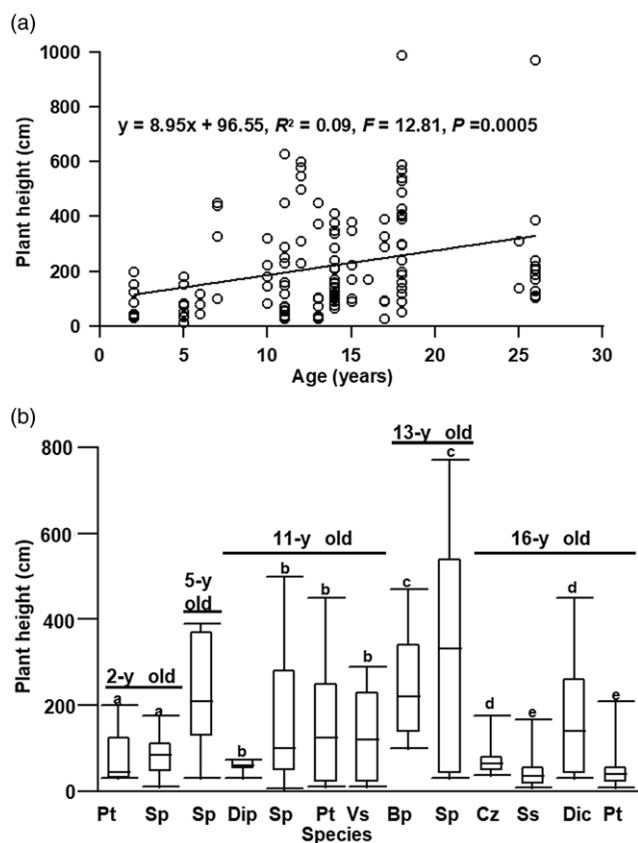 (a)
1000
800
600
400
200
0
Plant height (cm)
y = 8.95x + 96.55, R² = 0.09, F = 12.81, P =0.0005
0 5 10 15 20 25 30
Age (years)
(b)
800
600
400
200
0
Plant height (cm)
13-y old
11-y old
16-y old
5-y
old
2-y old
a a b b b b c c d e d e
Pt Sp Sp Dip Sp Pt Vs Bp Sp Cz Ss Dic Pt
Species